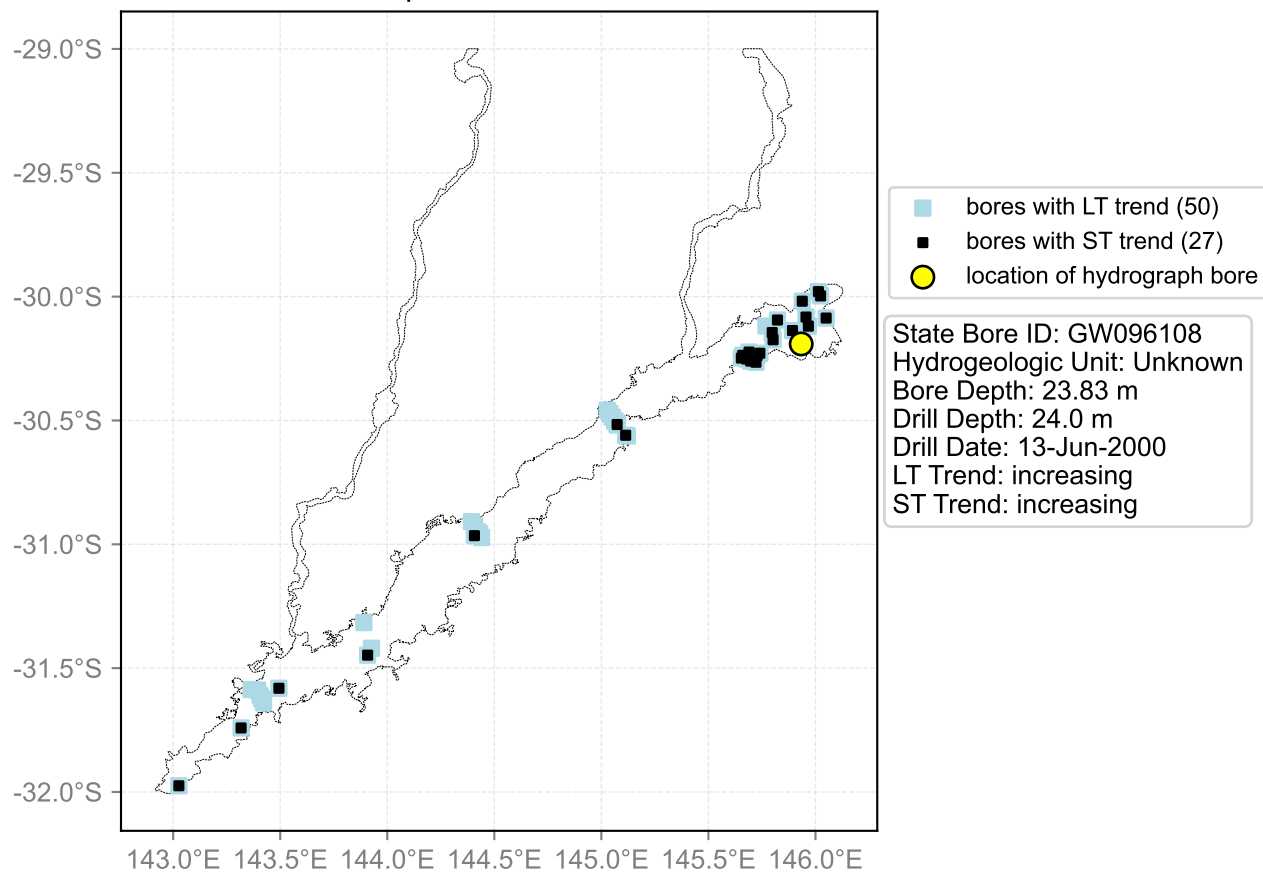 -29.0°S
-29.5°S
-30.0°S
-30.5°S
-31.0°S
-31.5°S
-32.0°S
143.0°E 143.5°E 144.0°E 144.5°E 145.0°E 145.5°E 146.0°E
bores with LT trend (50)
bores with ST trend (27)
location of hydrograph bore
State Bore ID: GW096108
Hydrogeologic Unit: Unknown
Bore Depth: 23.83 m
Drill Depth: 24.0 m
Drill Date: 13-Jun-2000
LT Trend: increasing
ST Trend: increasing